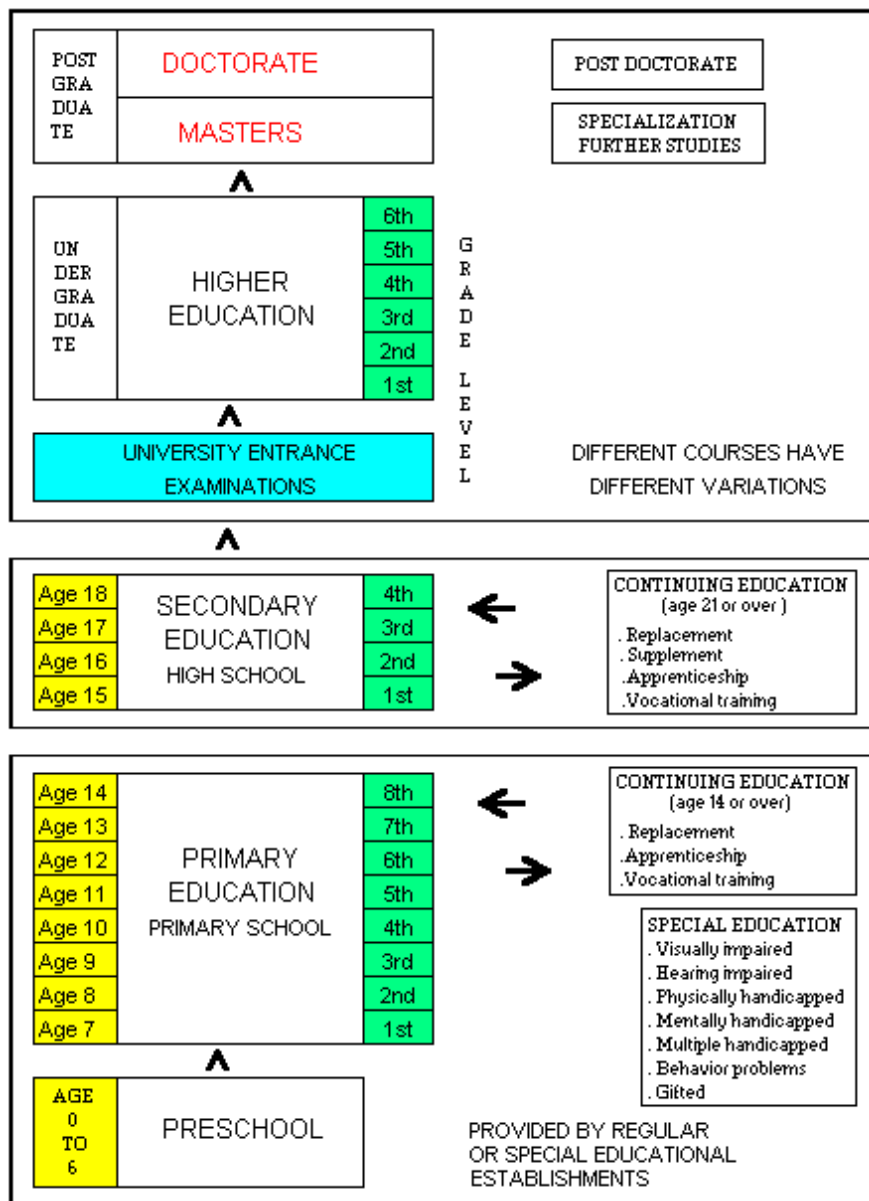 POST
GRA
DUA
TE
DOCTORATE
MASTERS
POST DOCTORATE
SPECIALIZATION
FURTHER STUDIES
UN
DER
GRA
DUA
TE
HIGHER
EDUCATION
6th
5th
4th
3rd
2nd
1st
G
R
A
D
E
L
E
V
E
L
UNIVERSITY ENTRANCE
EXAMINATIONS
DIFFERENT COURSES HAVE
DIFFERENT VARIATIONS
Age 18
Age 17
Age 16
Age 15
SECONDARY
EDUCATION
HIGH SCHOOL
4th
3rd
2nd
1st
CONTINUING EDUCATION
(age 21 or over )
. Replacement
. Supplement
. Apprenticeship
. Vocational training
Age 14
Age 13
Age 12
Age 11
Age 10
Age 9
Age 8
Age 7
PRIMARY
EDUCATION
PRIMARY SCHOOL
8th
7th
6th
5th
4th
3rd
2nd
1st
CONTINUING EDUCATION
(age 14 or over)
. Replacement
. Apprenticeship
. Vocational training
SPECIAL EDUCATION
. Visually impaired
. Hearing impaired
. Physically handicapped
. Mentally handicapped
. Multiple handicapped
. Behavior problems
. Gifted
AGE
0
TO
6
PRESCHOOL
PROVIDED BY REGULAR
OR SPECIAL EDUCATIONAL
ESTABLISHMENTS